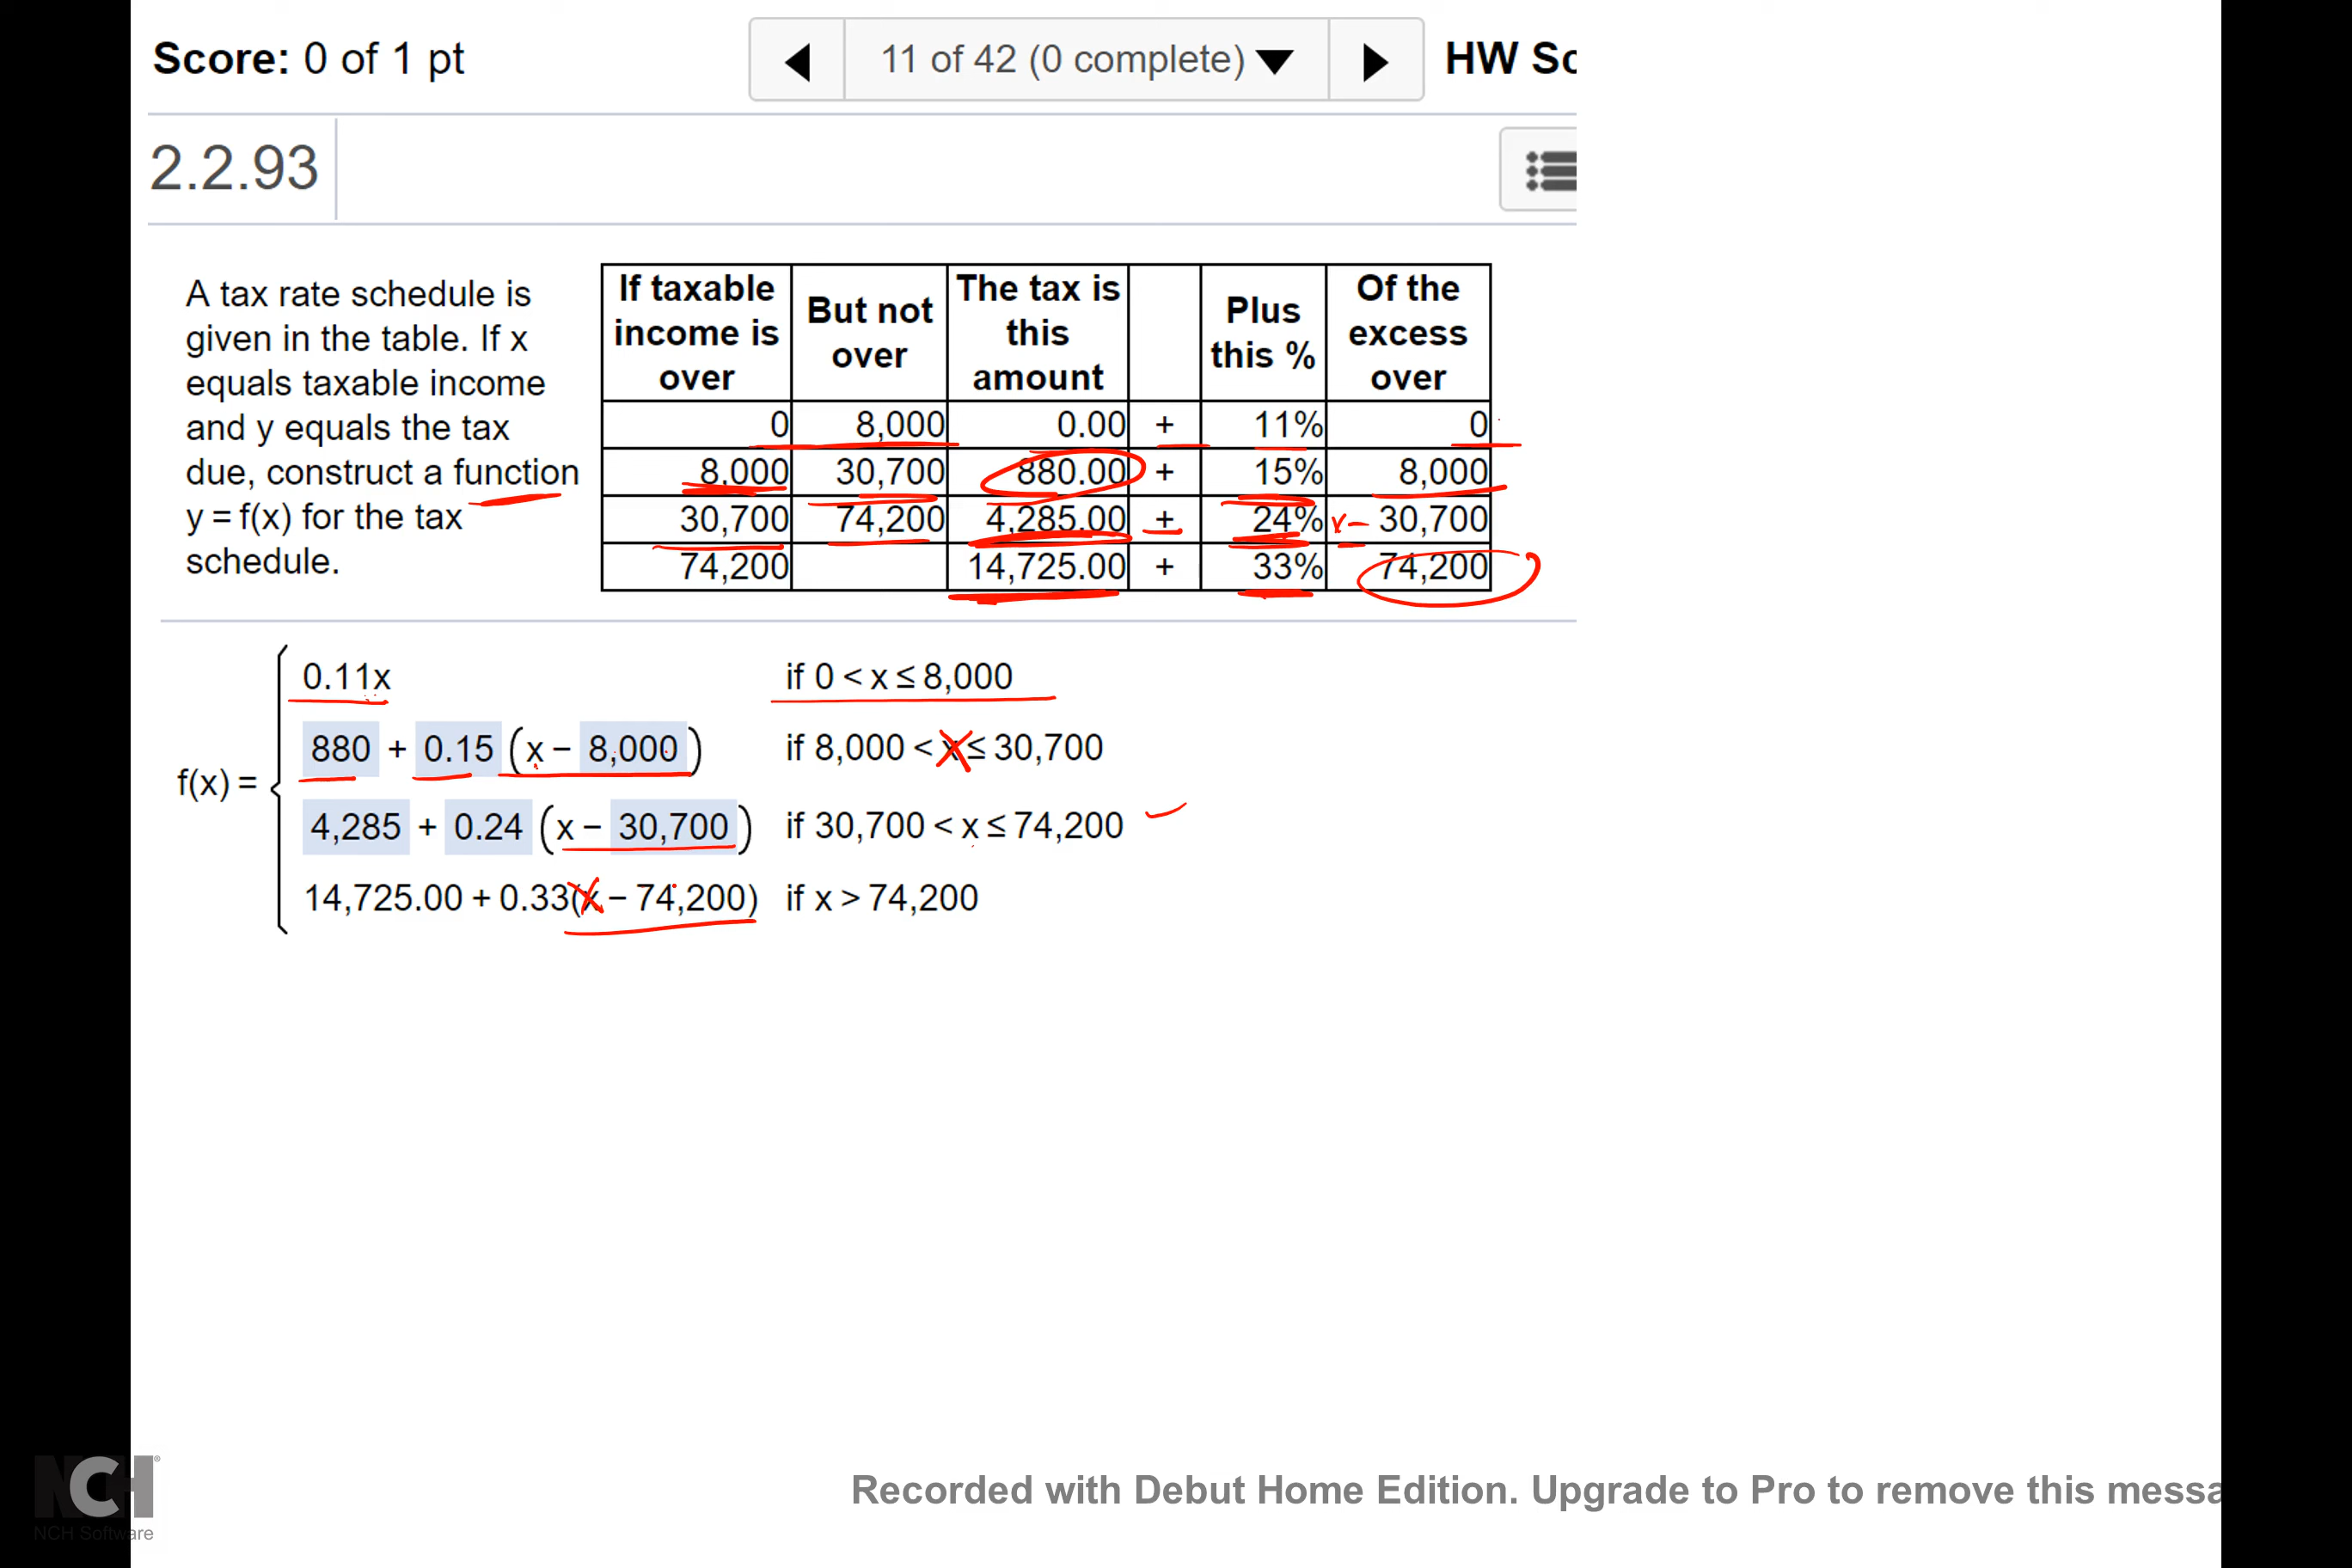 Score: 0 of 1 pt
11 of 42 (0 complete)
HW Sc
2.2.93
A tax rate schedule is
given in the table. If x
equals taxable income
and y equals the tax
due, construct a function
y = f(x) for the tax
schedule.
If taxable income is over | But not over | The tax is this amount | | Plus this % | Of the excess over
0 8,000 0.00 + 11% 0
8,000 30,700 880.00 + 15% 8,000
30,700 74,200 4,285.00 + 24% x – 30,700
74,200 14,725.00 + 33% 74,200
f(x) =
0.11x if 0 < x ≤ 8,000
880 + 0.15 (x – 8,000) if 8,000 < x ≤ 30,700
4,285 + 0.24 (x – 30,700) if 30,700 < x ≤ 74,200
14,725.00 + 0.33(x – 74,200) if x > 74,200
NCH®
NCH Software
Recorded with Debut Home Edition. Upgrade to Pro to remove this messa